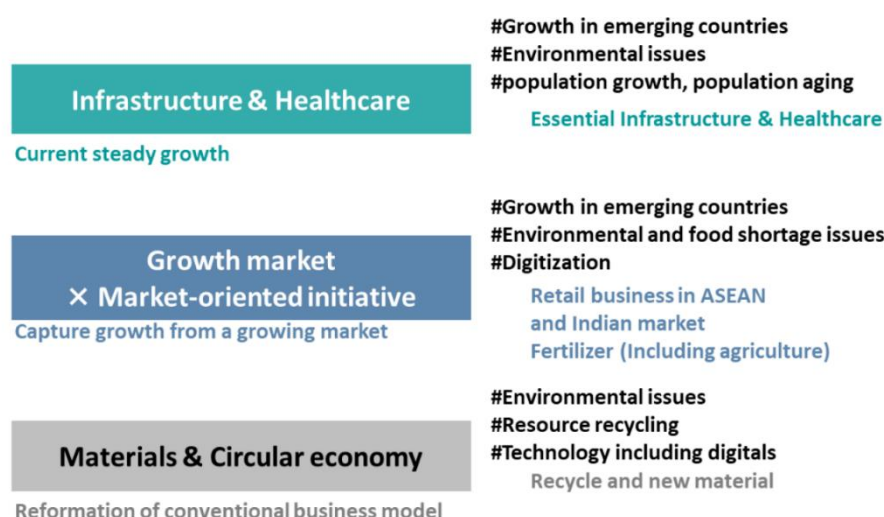 #Growth in emerging countries
#Environmental issues
#population growth, population aging
Infrastructure & Healthcare
Essential Infrastructure & Healthcare
Current steady growth
#Growth in emerging countries
#Environmental and food shortage issues
#Digitization
Growth market
× Market-oriented initiative
Retail business in ASEAN
and Indian market
Capture growth from a growing market
Fertilizer (Including agriculture)
#Environmental issues
#Resource recycling
#Technology including digitals
Materials & Circular economy
Recycle and new material
Reformation of conventional business model